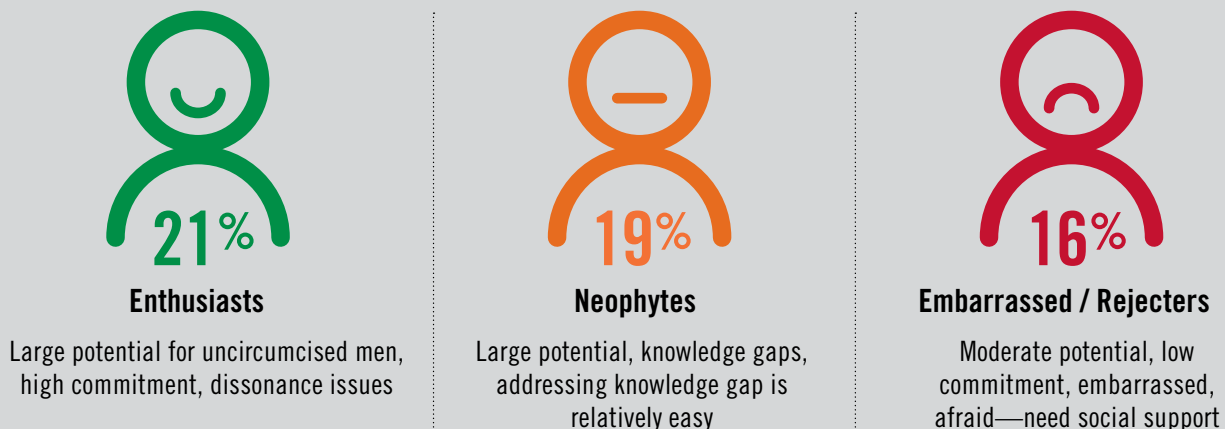 21%
Enthusiasts
Large potential for uncircumcised men,
high commitment, dissonance issues
19%
Neophytes
Large potential, knowledge gaps,
addressing knowledge gap is
relatively easy
16%
Embarrassed / Rejecters
Moderate potential, low
commitment, embarrassed,
afraid—need social support